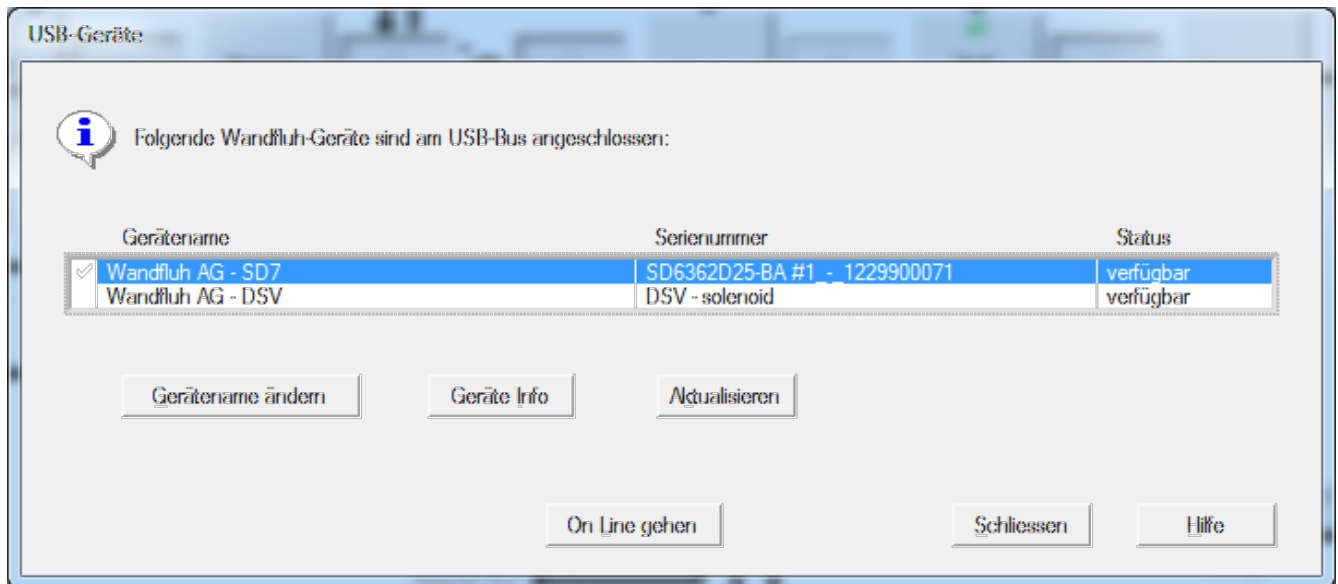 USB-Geräte
Folgende Wandfluh-Geräte sind am USB-Bus angeschlossen:
Gerätename Serienummer Status
Wandfluh AG - SD7 SD6362D25-BA #1_-_1229900071 verfügbar
Wandfluh AG - DSV DSV - solenoid verfügbar
Gerätename ändern Geräte Info Aktualisieren
On Line gehen Schliessen Hilfe